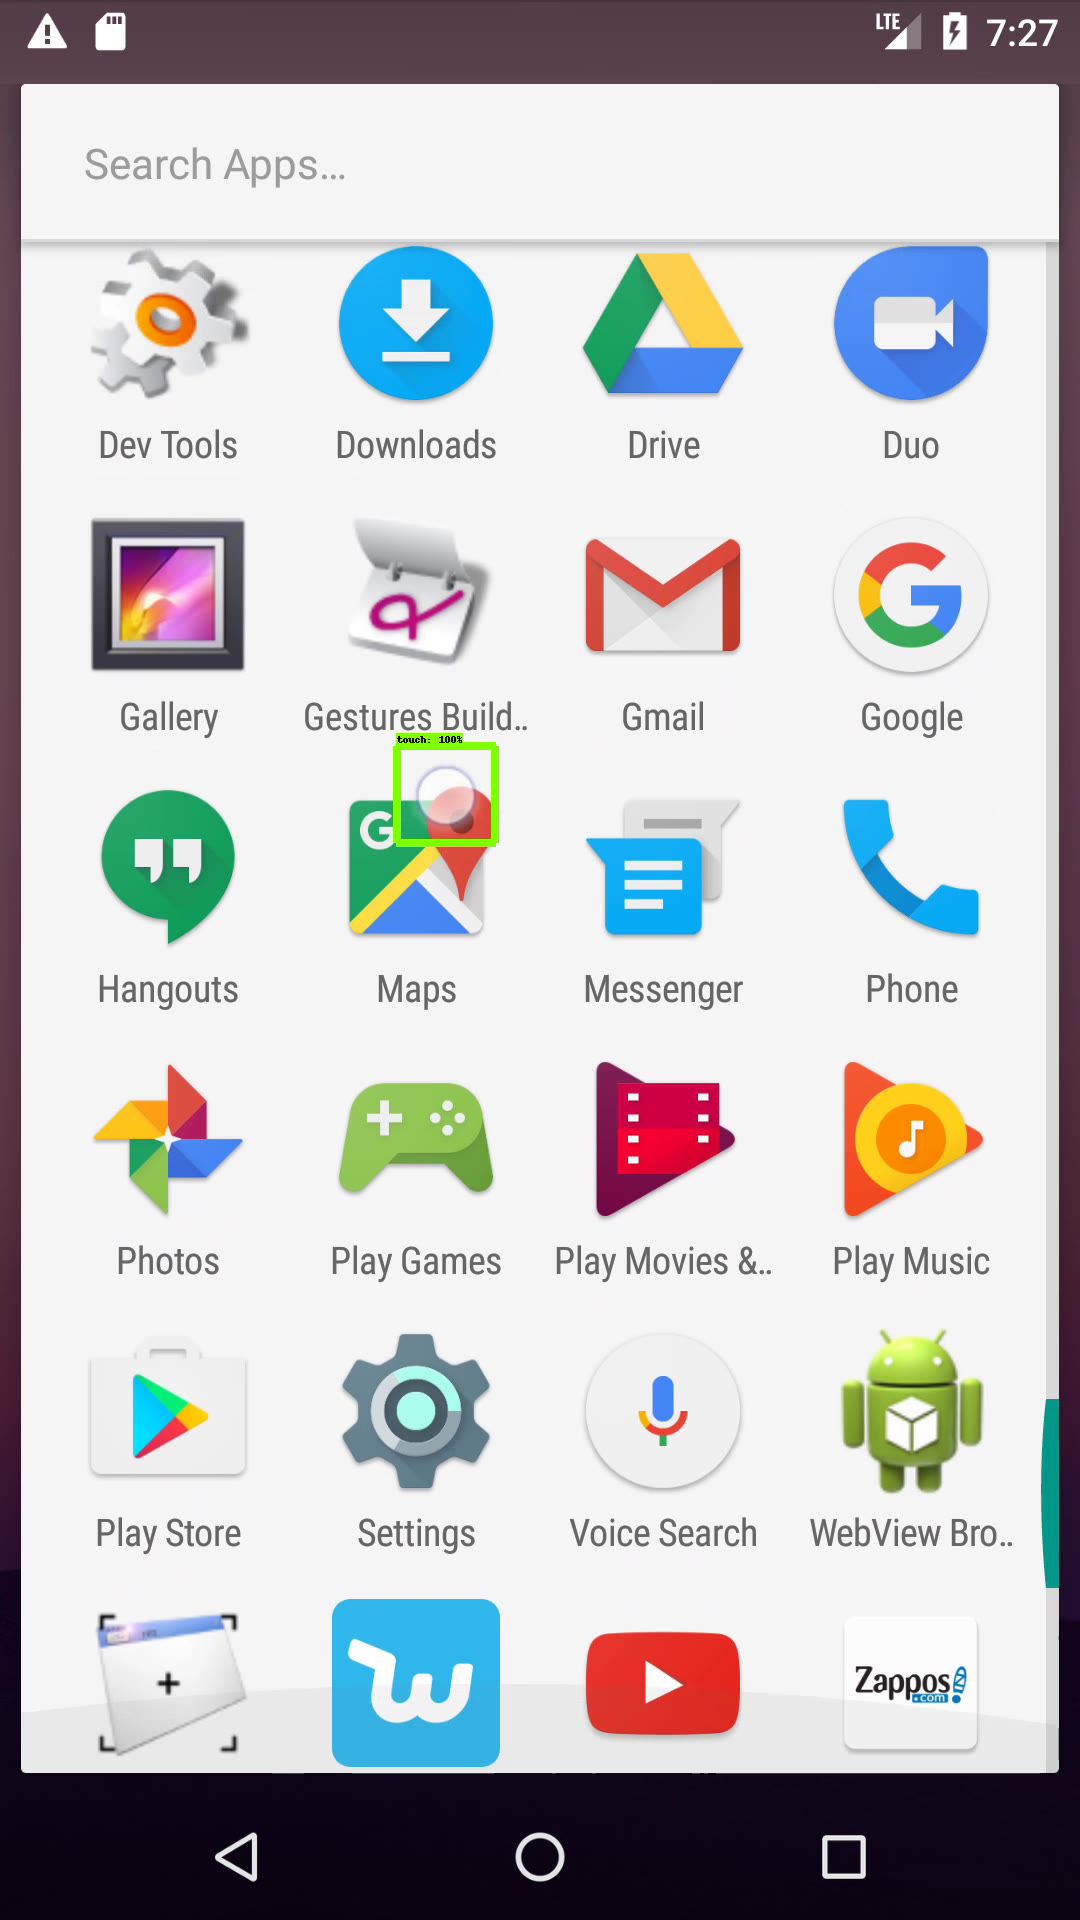 LTE 7:27
Search Apps...
Dev Tools Downloads Drive Duo
Gallery Gestures Build.. Gmail Google
touch: 100%
Hangouts Maps Messenger Phone
Photos Play Games Play Movies &.. Play Music
Play Store Settings Voice Search WebView Bro..
Zappos
.com